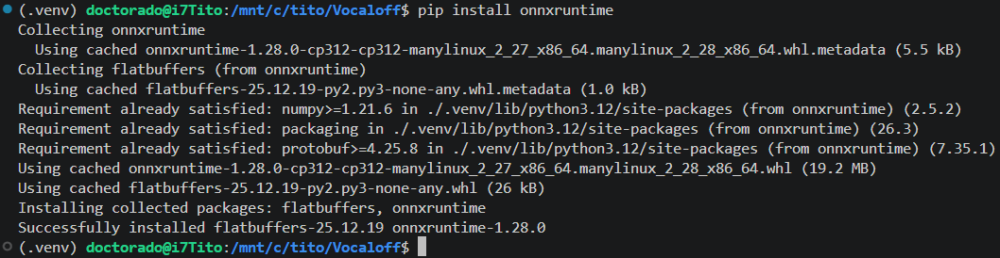 (.venv) doctorado@i7Tito:/mnt/c/tito/Vocaloff$ pip install onnxruntime
Collecting onnxruntime
  Using cached onnxruntime-1.28.0-cp312-cp312-manylinux_2_27_x86_64.manylinux_2_28_x86_64.whl.metadata (5.5 kB)
Collecting flatbuffers (from onnxruntime)
  Using cached flatbuffers-25.12.19-py2.py3-none-any.whl.metadata (1.0 kB)
Requirement already satisfied: numpy>=1.21.6 in ./.venv/lib/python3.12/site-packages (from onnxruntime) (2.5.2)
Requirement already satisfied: packaging in ./.venv/lib/python3.12/site-packages (from onnxruntime) (26.3)
Requirement already satisfied: protobuf>=4.25.8 in ./.venv/lib/python3.12/site-packages (from onnxruntime) (7.35.1)
Using cached onnxruntime-1.28.0-cp312-cp312-manylinux_2_27_x86_64.manylinux_2_28_x86_64.whl (19.2 MB)
Using cached flatbuffers-25.12.19-py2.py3-none-any.whl (26 kB)
Installing collected packages: flatbuffers, onnxruntime
Successfully installed flatbuffers-25.12.19 onnxruntime-1.28.0
(.venv) doctorado@i7Tito:/mnt/c/tito/Vocaloff$